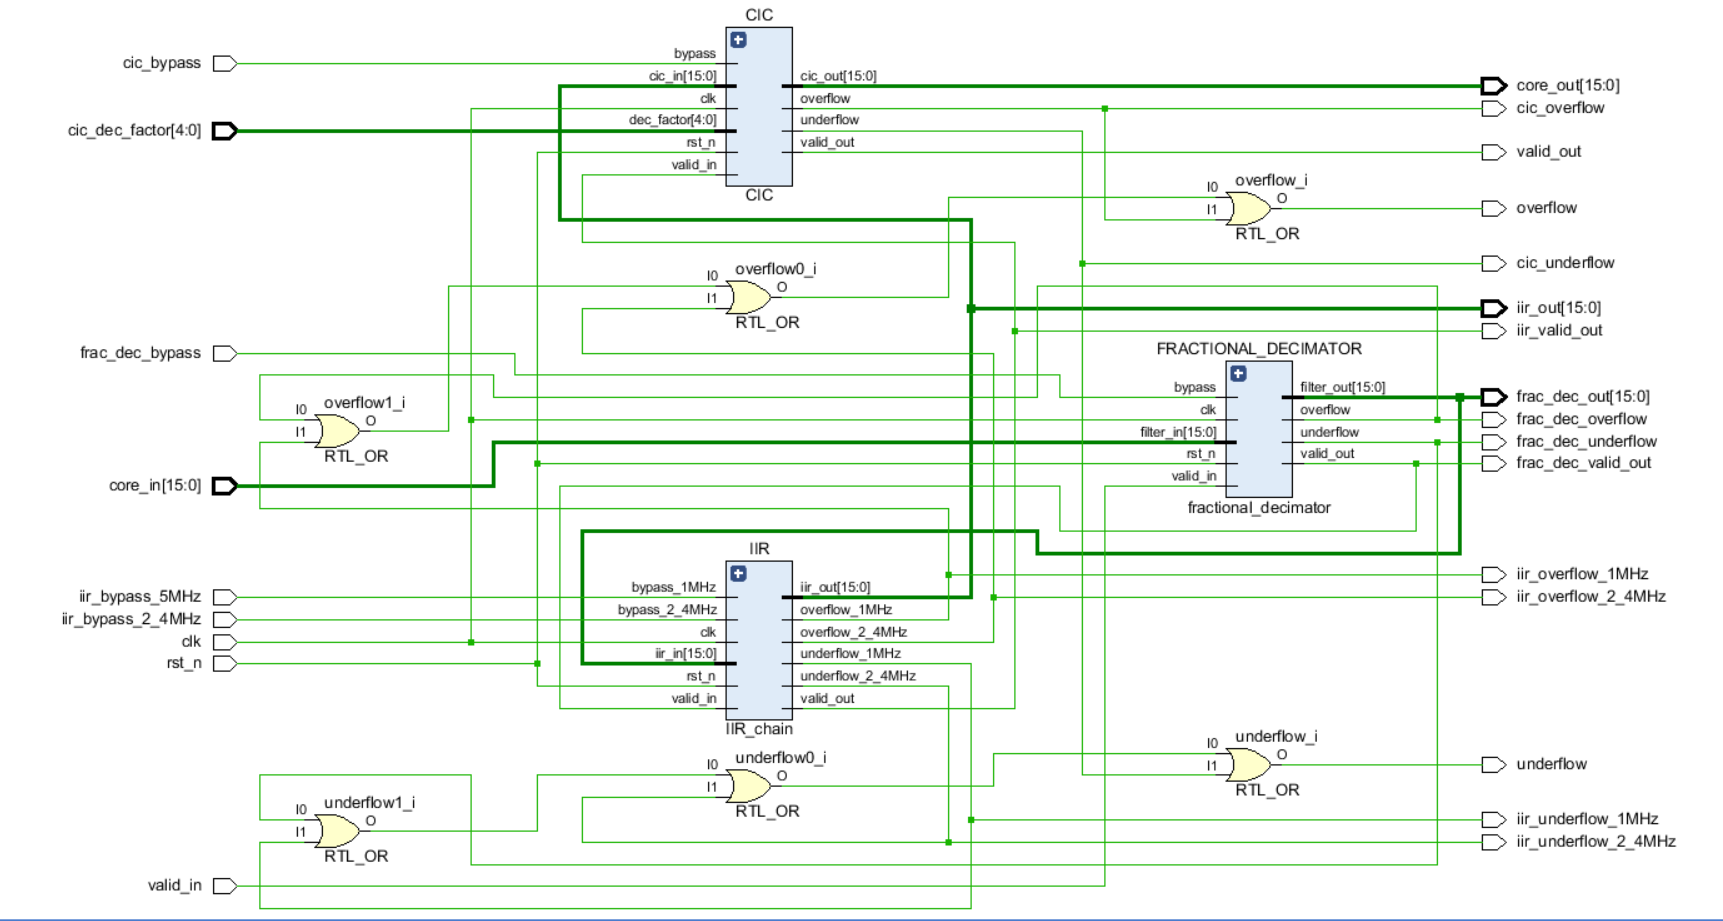 CIC
cic_bypass
bypass
cic_in[15:0]
cic_out[15:0]
core_out[15:0]
clk
overflow
cic_overflow
cic_dec_factor[4:0]
dec_factor[4:0]
underflow
rst_n
valid_out
valid_out
valid_in
CIC
overflow_i
I0
O
I1
overflow
RTL_OR
cic_underflow
overflow0_i
I0
O
I1
RTL_OR
iir_out[15:0]
iir_valid_out
frac_dec_bypass
FRACTIONAL_DECIMATOR
bypass
filter_out[15:0]
frac_dec_out[15:0]
clk
overflow
frac_dec_overflow
filter_in[15:0]
underflow
frac_dec_underflow
rst_n
valid_out
frac_dec_valid_out
valid_in
fractional_decimator
overflow1_i
I0
O
I1
RTL_OR
core_in[15:0]
IIR
iir_bypass_5MHz
bypass_1MHz
iir_out[15:0]
iir_overflow_1MHz
iir_bypass_2_4MHz
bypass_2_4MHz
overflow_1MHz
iir_overflow_2_4MHz
clk
clk
overflow_2_4MHz
rst_n
iir_in[15:0]
underflow_1MHz
rst_n
underflow_2_4MHz
valid_in
valid_out
IIR_chain
underflow_i
I0
O
I1
underflow
RTL_OR
underflow0_i
I0
O
I1
RTL_OR
underflow1_i
I0
O
I1
RTL_OR
iir_underflow_1MHz
iir_underflow_2_4MHz
valid_in